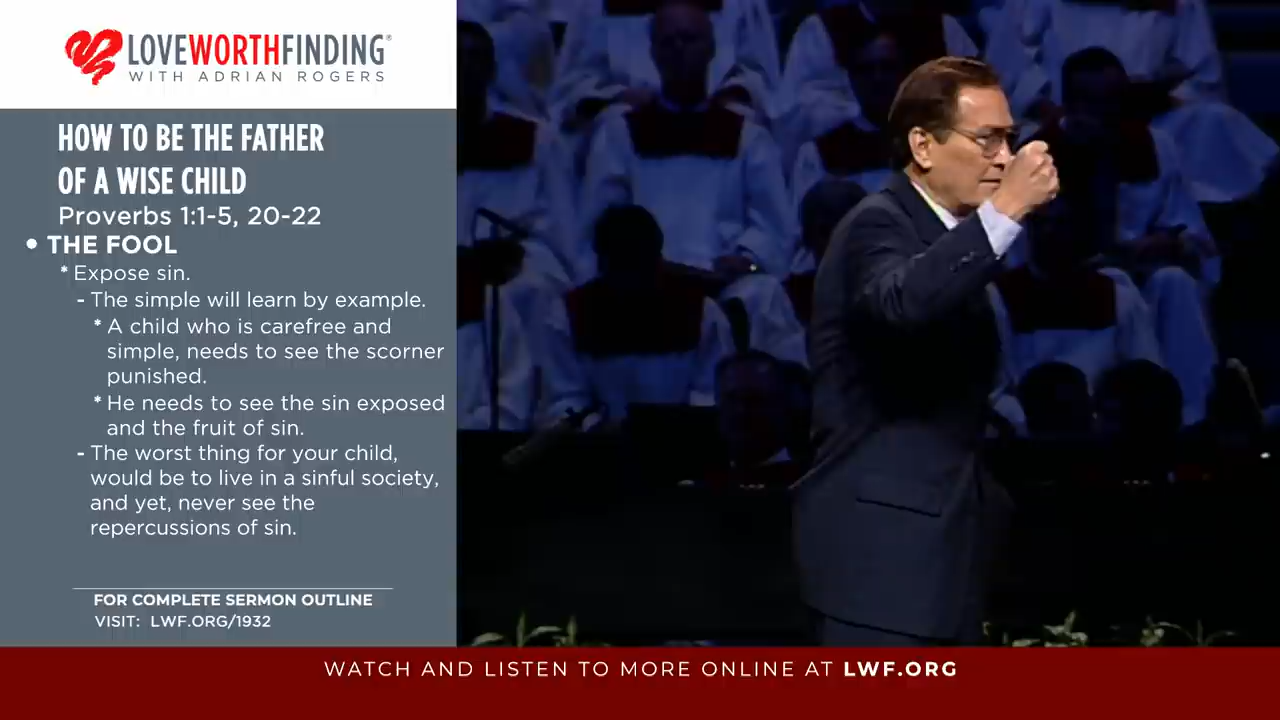 LOVEWORTHFINDING®
WITH ADRIAN ROGERS
HOW TO BE THE FATHER
OF A WISE CHILD
Proverbs 1:1-5, 20-22
• THE FOOL
* Expose sin.
- The simple will learn by example.
* A child who is carefree and
simple, needs to see the scorner
punished.
* He needs to see the sin exposed
and the fruit of sin.
- The worst thing for your child,
would be to live in a sinful society,
and yet, never see the
repercussions of sin.
FOR COMPLETE SERMON OUTLINE
VISIT: LWF.ORG/1932
WATCH AND LISTEN TO MORE ONLINE AT LWF.ORG